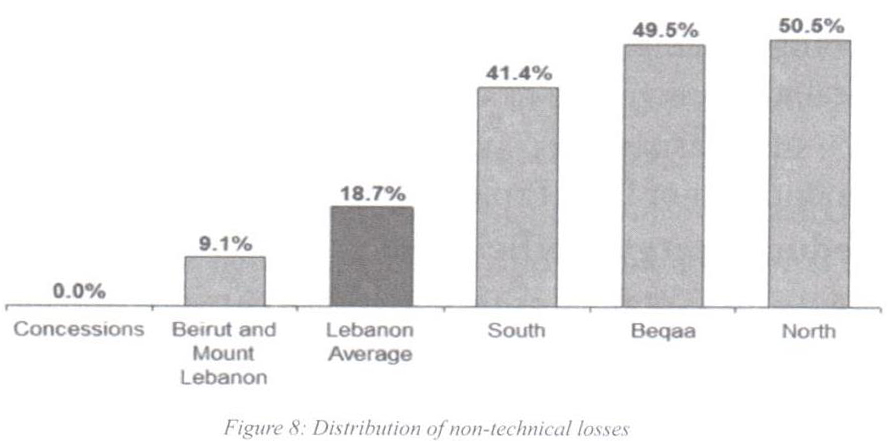 50.5%
49.5%
41.4%
18.7%
9.1%
0.0%
Concessions
Beirut and
Mount
Lebanon
Lebanon
Average
South
Beqaa
North
Figure 8: Distribution of non-technical losses